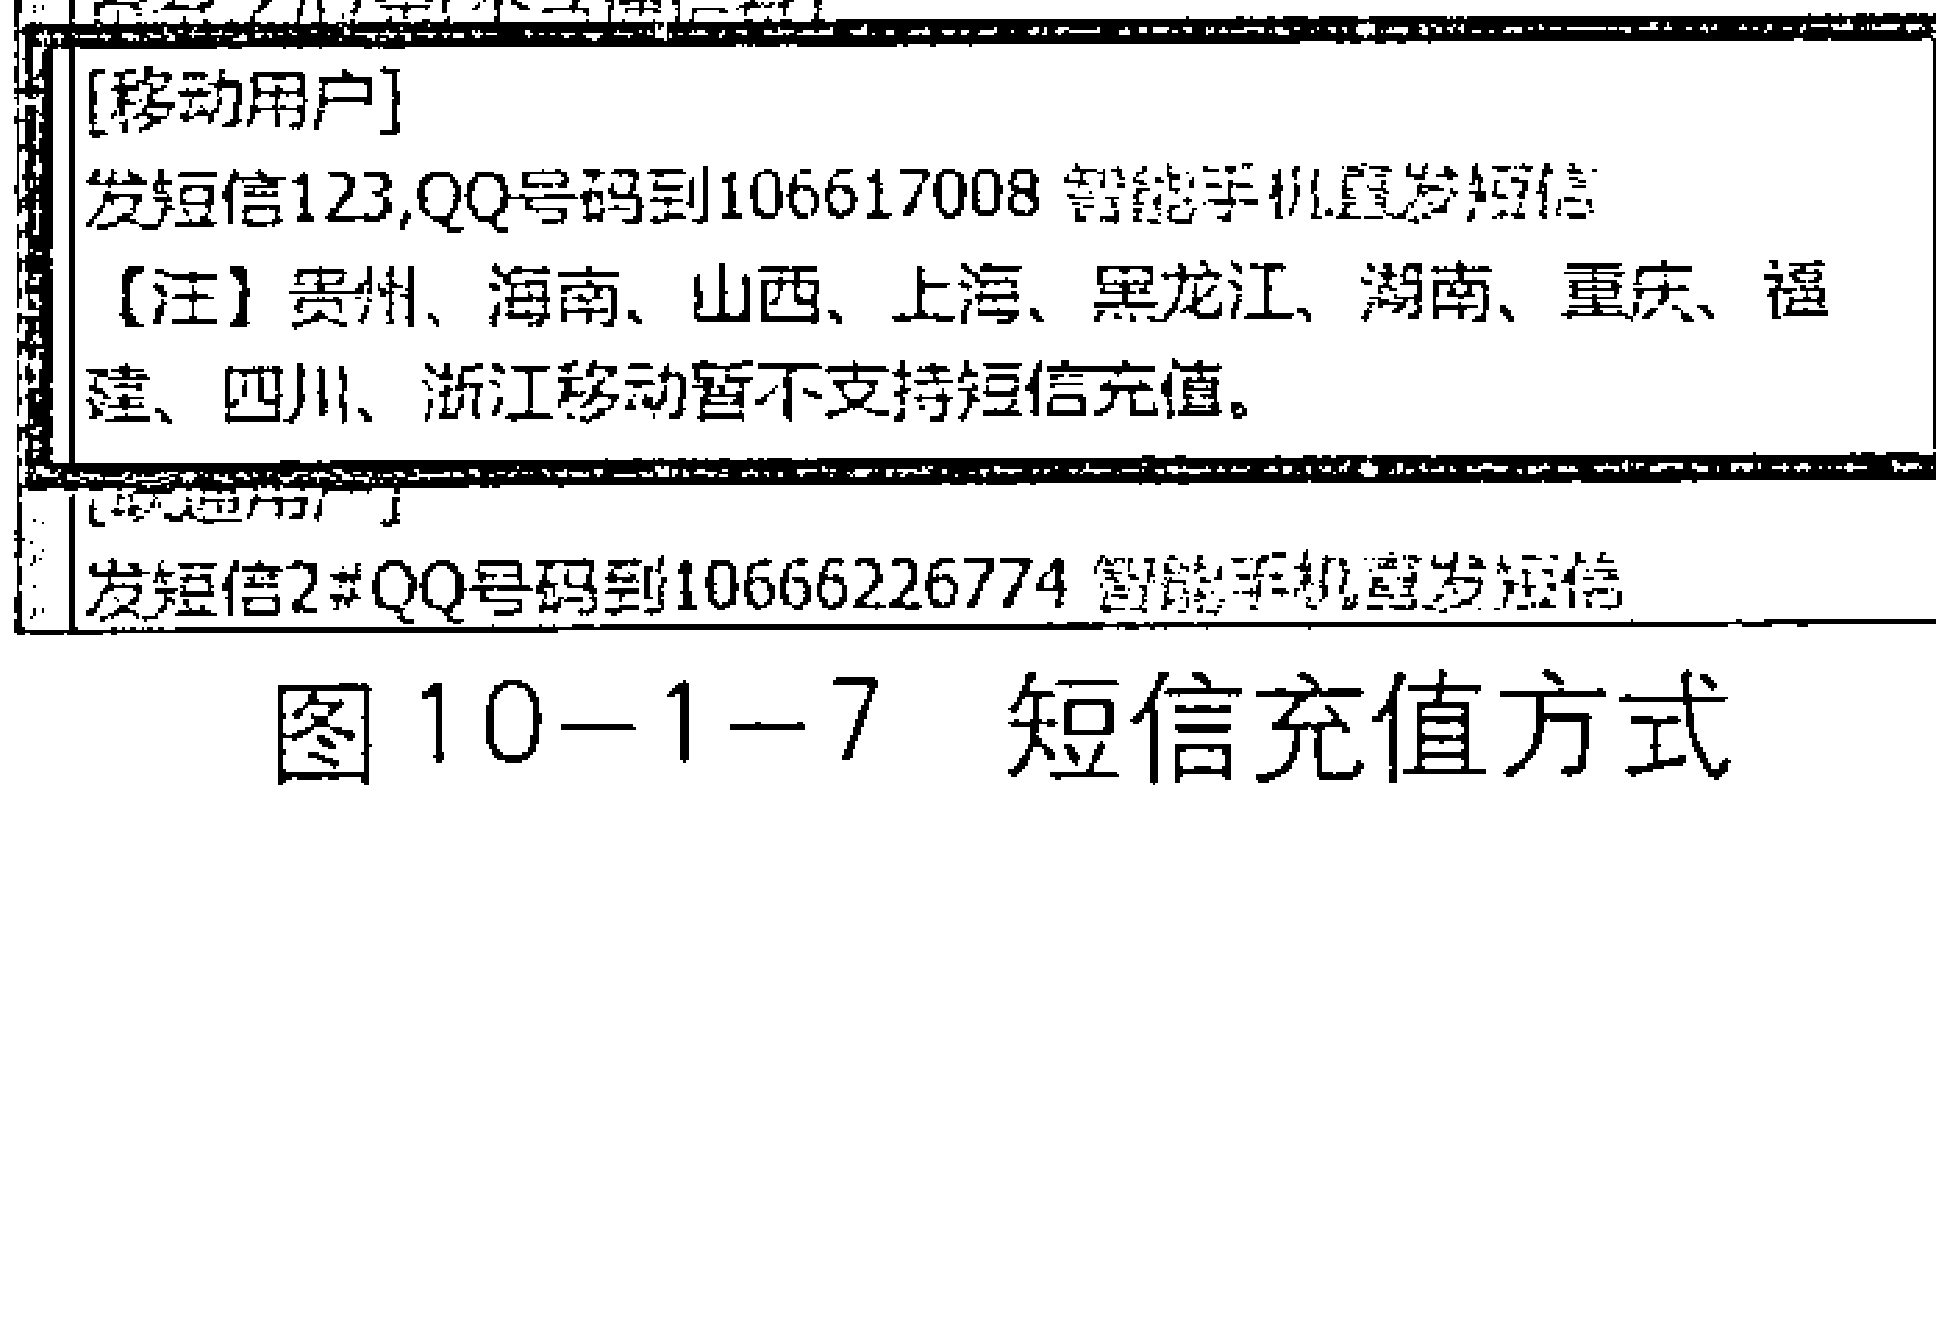 [移动用户]
发短信123,QQ号码到106617008 智能手机直发短信
【注】贵州、海南、山西、上海、黑龙江、湖南、重庆、福
建、四川、浙江移动暂不支持短信充值。
用户]
发短信2#QQ号码到10666226774 智能手机直发短信
图10-1-7 短信充值方式